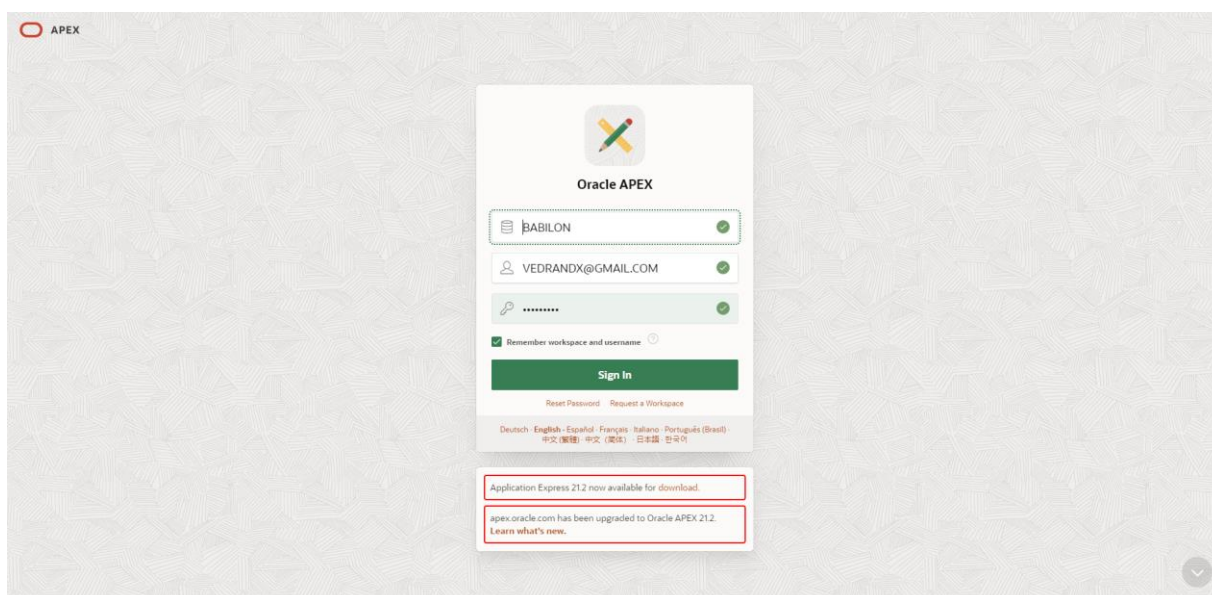 APEX
Oracle APEX
BABILON
VEDRANDX@GMAIL.COM
•••••••••
Remember workspace and username ?
Sign In
Reset Password Request a Workspace
Deutsch · English · Español · Français · Italiano · Português (Brasil) ·
中文 (繁體) · 中文（简体） · 日本語 · 한국어
Application Express 21.2 now available for download.
apex.oracle.com has been upgraded to Oracle APEX 21.2.
Learn what's new.